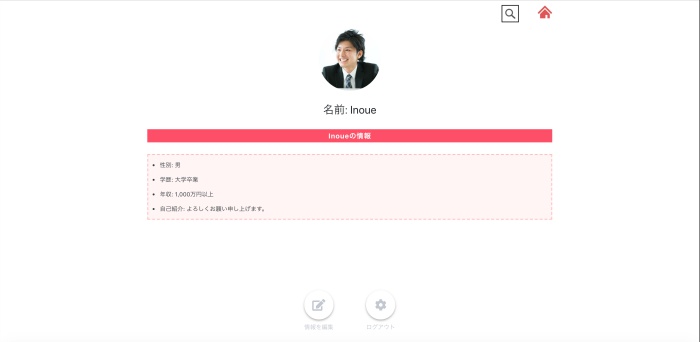 名前: Inoue
Inoueの情報
性別: 男
学歴: 大学卒業
年収: 1,000万円以上
自己紹介: よろしくお願い申し上げます。
情報を編集
ログアウト